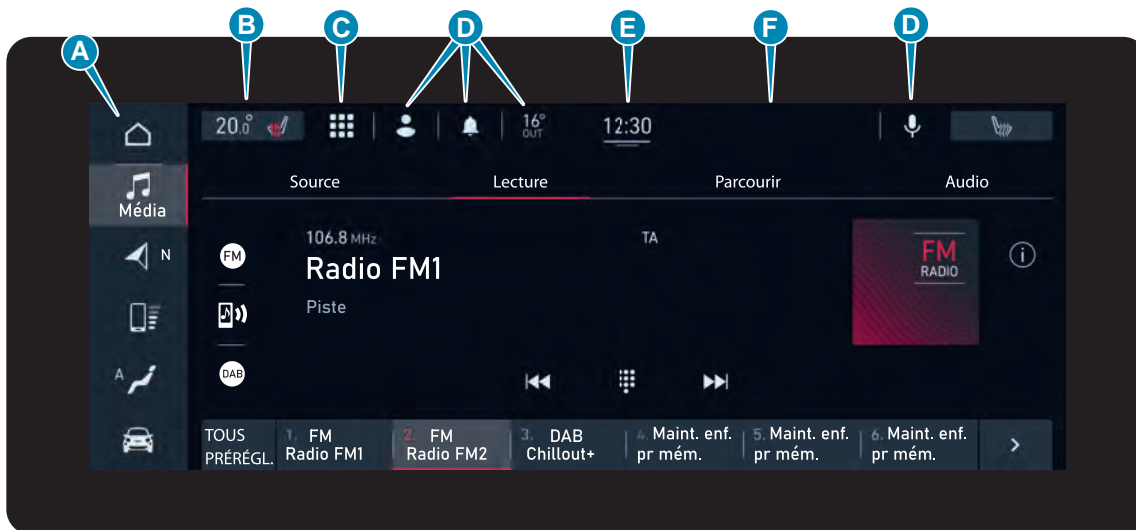 A B C D E F D
20.0° 16° OUT 12:30
Média
Source Lecture Parcourir Audio
N
FM
106.8 MHz TA
Radio FM1
Piste
FM
RADIO
i
A
DAB
TOUS
PRÉRÉGL.
1. FM
Radio FM1
2. FM
Radio FM2
3. DAB
Chillout+
4. Maint. enf.
pr mém.
5. Maint. enf.
pr mém.
6. Maint. enf.
pr mém.